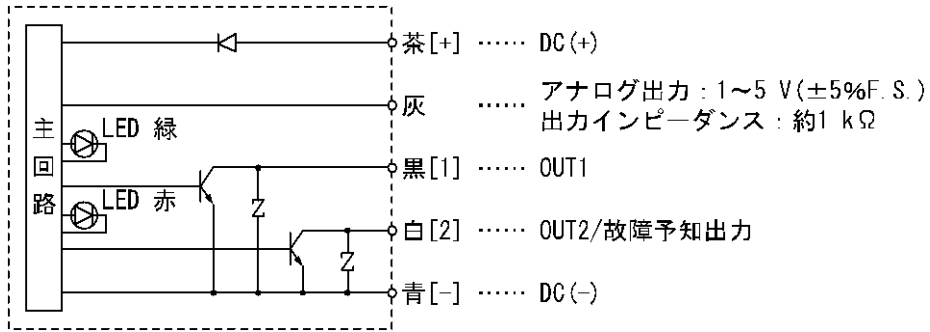 茶[+] …… DC(+)
灰 …… アナログ出力：1～5 V(±5%F.S.)
出力インピーダンス：約1 kΩ
主回路
LED 緑
黒[1] …… OUT1
LED 赤
白[2] …… OUT2/故障予知出力
青[-] …… DC(-)